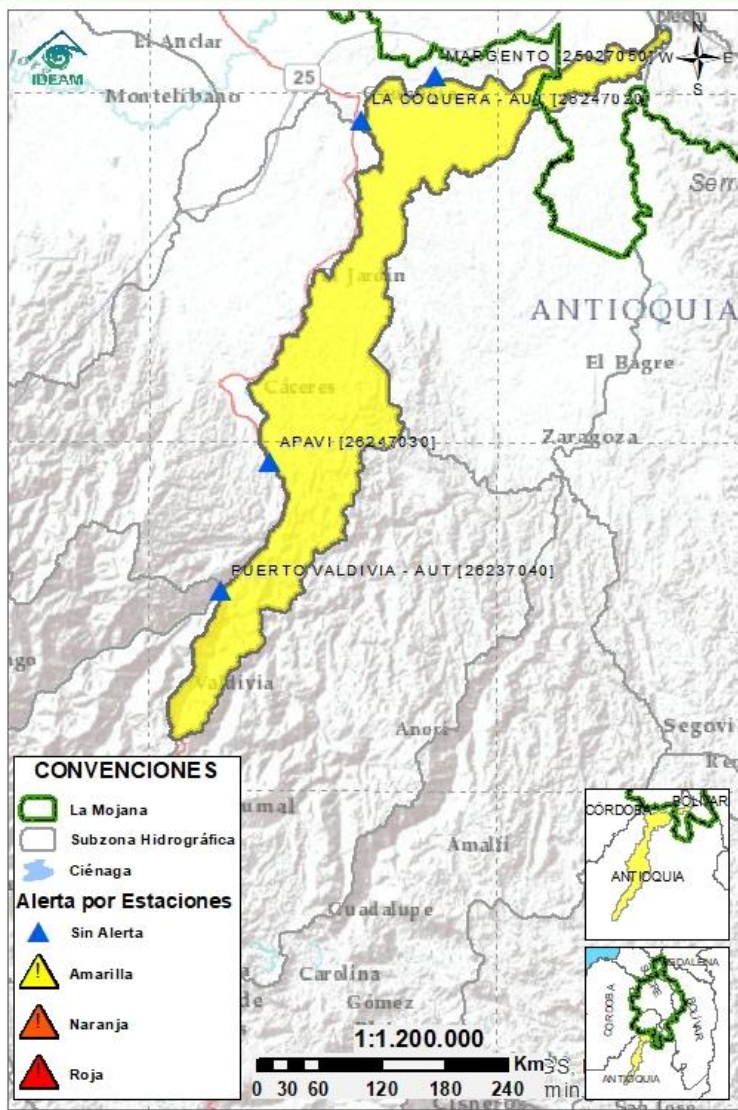 El Anclar
Nechí
N
W E
S
IDEAM
25
MARGENTO [25027050]
Montelíbano
LA COQUERA - AUT [26247020]
El Jardín
ANTIOQUIA
El Bagre
Cáceres
Zaragoza
APAVI [26247030]
PUERTO VALDIVIA - AUT [26237040]
Valdivia
Anorí
Segovi
Amalfi
Guadalupe
Carolina
Gomez
CONVENCIONES
La Mojana
Subzona Hidrográfica
Ciénaga
Alerta por Estaciones
Sin Alerta
Amarilla
Naranja
Roja
CÓRDOBA
BOLÍVAR
ANTIOQUIA
CÓRDOBA
BOLÍVAR
ANTIOQUIA
1:1.200.000
Km
0 30 60 120 180 240
Cisneros